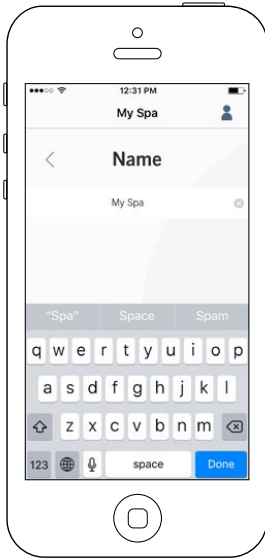 12:31 PM
My Spa
Name
My Spa
"Spa" Space Spam
q w e r t y u i o p
a s d f g h j k l
z x c v b n m
123 space Done